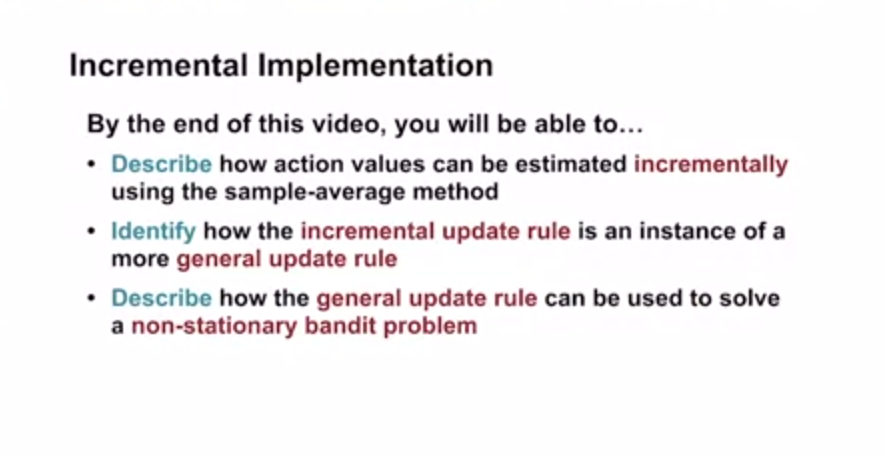 Incremental Implementation
By the end of this video, you will be able to...
• Describe how action values can be estimated incrementally
using the sample-average method
• Identify how the incremental update rule is an instance of a
more general update rule
• Describe how the general update rule can be used to solve
a non-stationary bandit problem